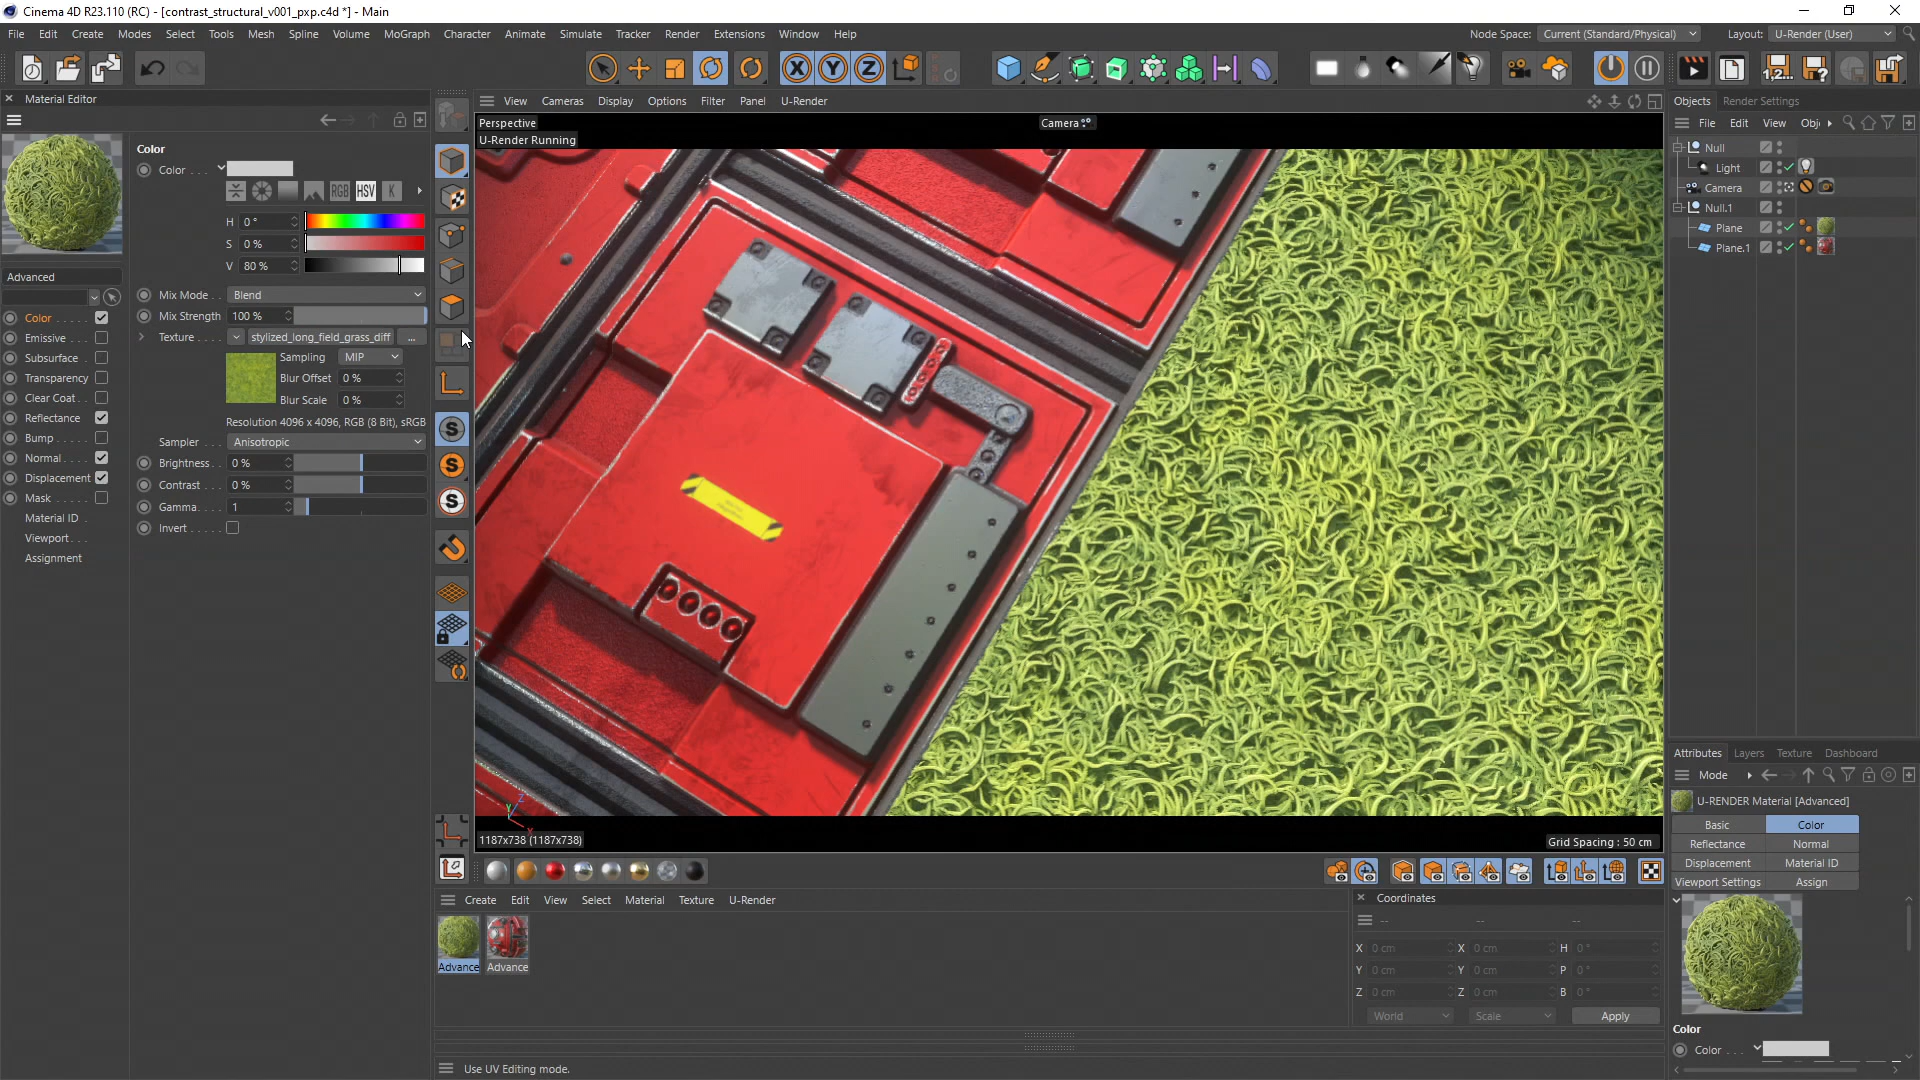 Cinema 4D R23.110 (RC) - [contrast_structural_v001_pxp.c4d *] - Main
File Edit Create Modes Select Tools Mesh Spline Volume MoGraph Character Animate Simulate Tracker Render Extensions Window Help
Node Space: Current (Standard/Physical) Layout: U-Render (User)
X Y Z
Material Editor
Color
Color
RGB HSV K
H 0 °
S 0 %
V 80 %
Mix Mode Blend
Mix Strength 100 %
Texture stylized_long_field_grass_diff ...
Sampling MIP
Blur Offset 0 %
Blur Scale 0 %
Resolution 4096 x 4096, RGB (8 Bit), sRGB
Sampler Anisotropic
Brightness 0 %
Contrast 0 %
Gamma 1
Invert
Advanced
Color
Emissive
Subsurface
Transparency
Clear Coat
Reflectance
Bump
Normal
Displacement
Mask
Material ID
Viewport
Assignment
S
S
S
View Cameras Display Options Filter Panel U-Render
Perspective
Camera
U-Render Running
1187x738 (1187x738)
Grid Spacing : 50 cm
Create Edit View Select Material Texture U-Render
Advance Advance
Coordinates
-- -- --
X 0 cm X 0 cm H 0 °
Y 0 cm Y 0 cm P 0 °
Z 0 cm Z 0 cm B 0 °
World Scale Apply
Use UV Editing mode.
Objects Render Settings
File Edit View Obj
Null
Light
Camera
Null.1
Plane
Plane.1
Attributes Layers Texture Dashboard
Mode
U-RENDER Material [Advanced]
Basic Color
Reflectance Normal
Displacement Material ID
Viewport Settings Assign
Color
Color